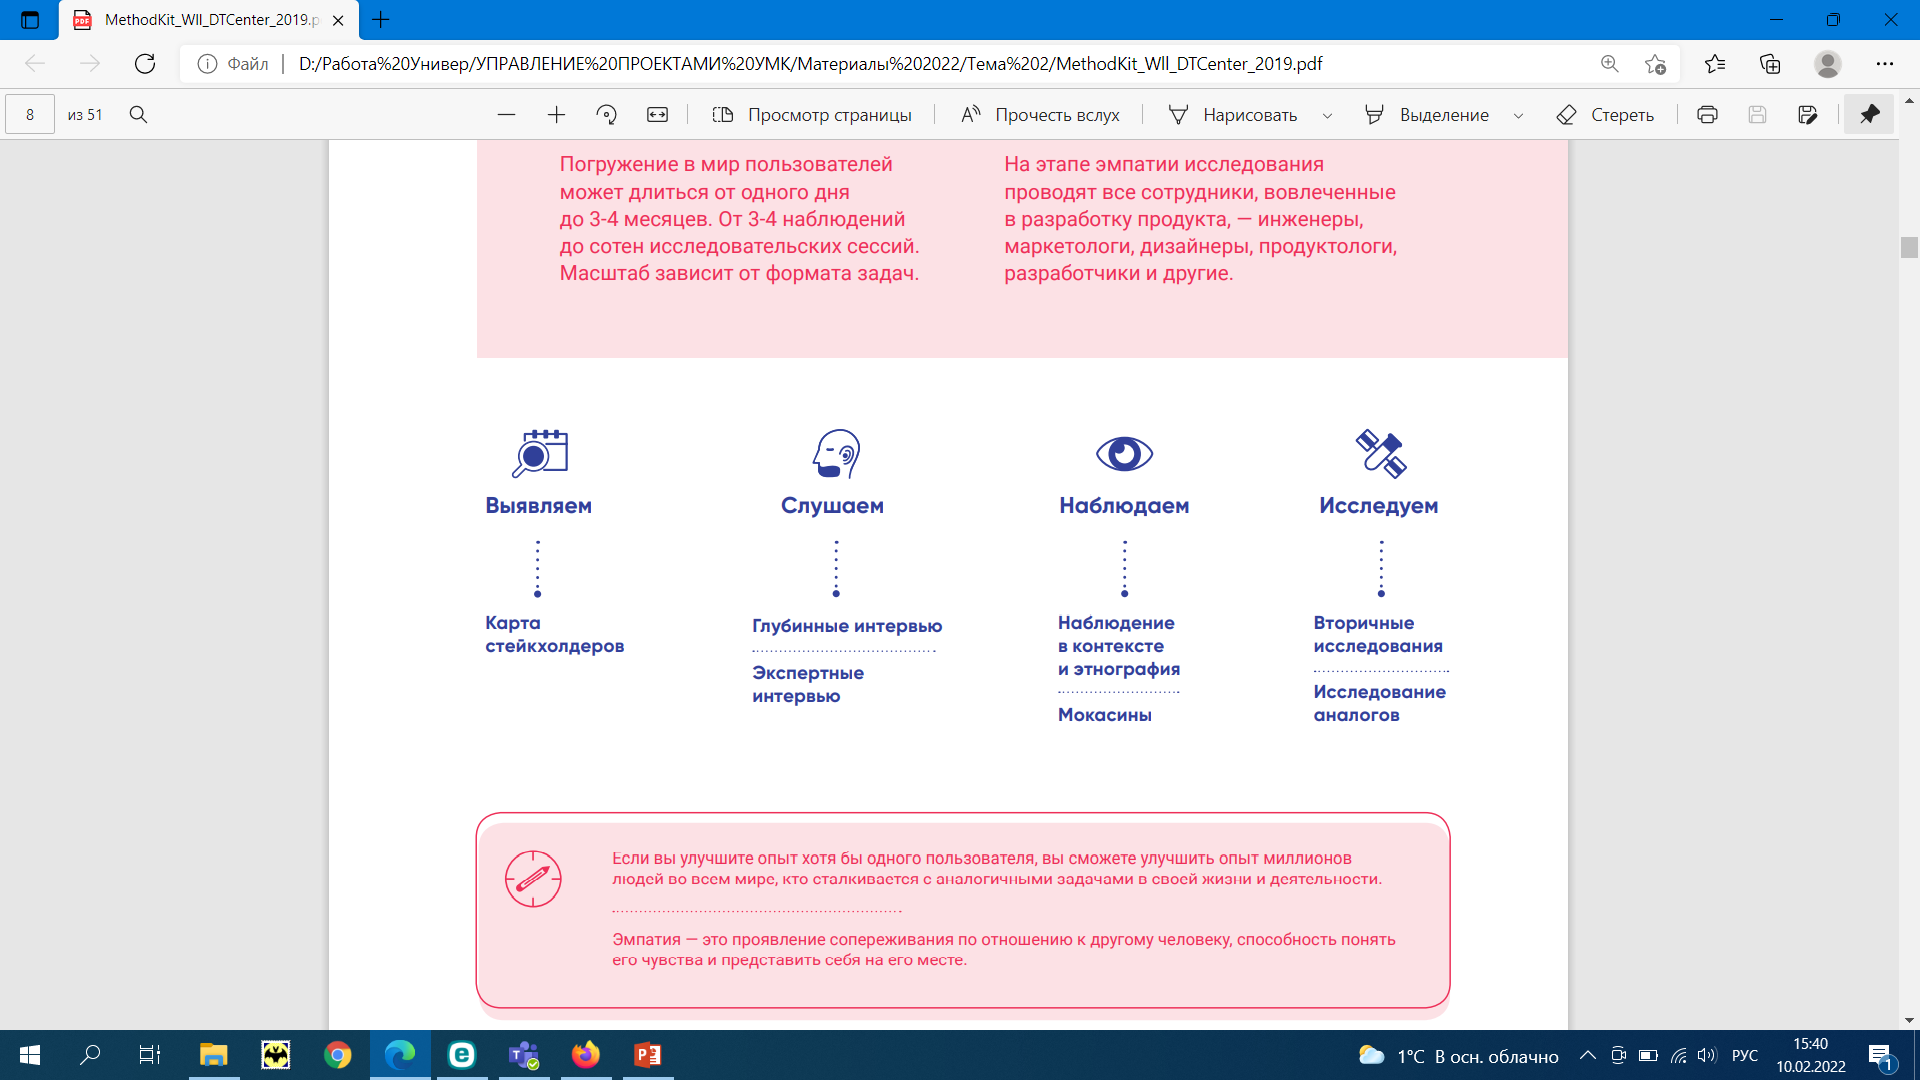 MethodKit_Wll_DTCenter_2019.p
Файл
D:/Работа%20Универ/УПРАВЛЕНИЕ%20ПРОЕКТАМИ%20УМК/Материалы%202022/Тема%202/MethodKit_Wll_DTCenter_2019.pdf
8 из 51
Просмотр страницы
Прочесть вслух
Нарисовать
Выделение
Стереть
Погружение в мир пользователей
может длиться от одного дня
до 3-4 месяцев. От 3-4 наблюдений
до сотен исследовательских сессий.
Масштаб зависит от формата задач.
На этапе эмпатии исследования
проводят все сотрудники, вовлеченные
в разработку продукта, — инженеры,
маркетологи, дизайнеры, продуктологи,
разработчики и другие.
Выявляем
Карта
стейкхолдеров
Слушаем
Глубинные интервью
Экспертные
интервью
Наблюдаем
Наблюдение
в контексте
и этнография
Мокасины
Исследуем
Вторичные
исследования
Исследование
аналогов
Если вы улучшите опыт хотя бы одного пользователя, вы сможете улучшить опыт миллионов
людей во всем мире, кто сталкивается с аналогичными задачами в своей жизни и деятельности.
Эмпатия — это проявление сопереживания по отношению к другому человеку, способность понять
его чувства и представить себя на его месте.
1°C В осн. облачно
РУС
15:40
10.02.2022
1